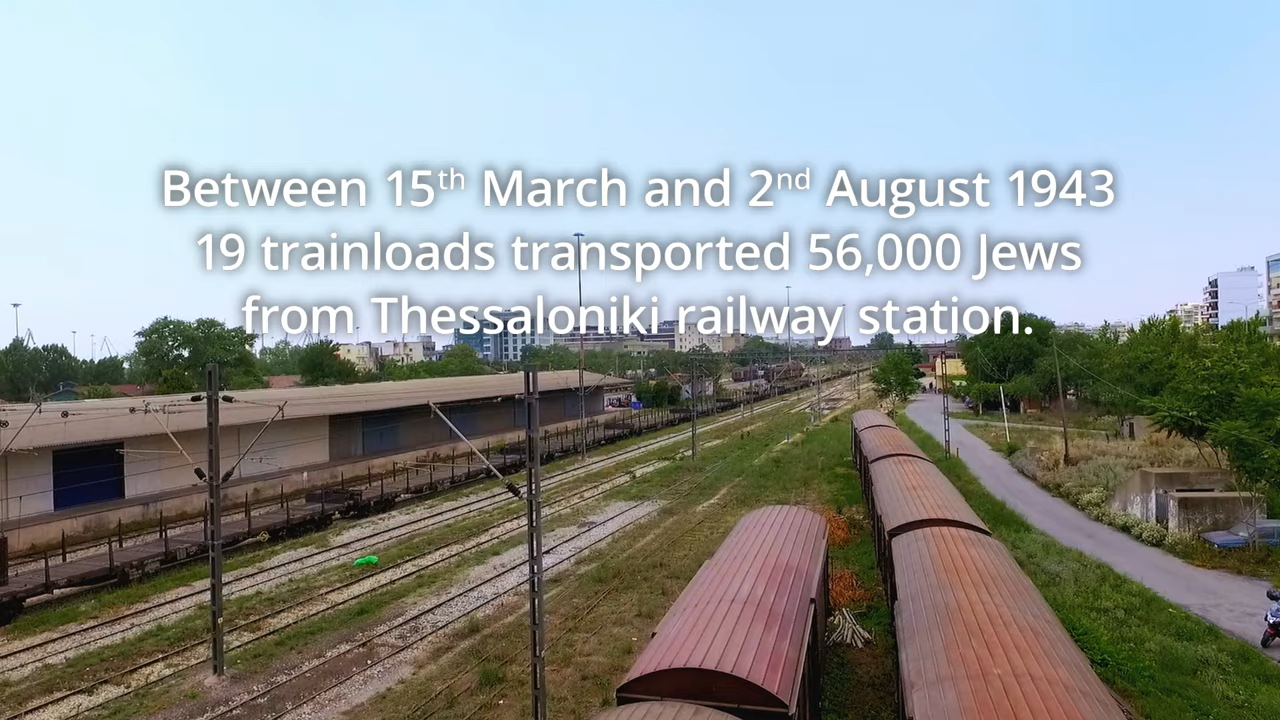 Between 15th March and 2nd August 1943
19 trainloads transported 56,000 Jews
from Thessaloniki railway station.